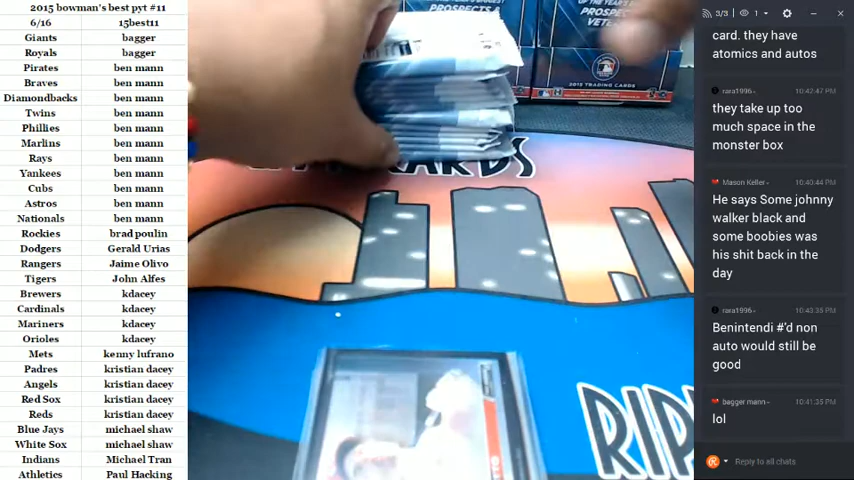 2015 bowman's best pyt #11
6/16 15best11
Giants bagger
Royals bagger
Pirates ben mann
Braves ben mann
Diamondbacks ben mann
Twins ben mann
Phillies ben mann
Marlins ben mann
Rays ben mann
Yankees ben mann
Cubs ben mann
Astros ben mann
Nationals ben mann
Rockies brad poulin
Dodgers Gerald Urias
Rangers Jaime Olivo
Tigers John Alfes
Brewers kdacey
Cardinals kdacey
Mariners kdacey
Orioles kdacey
Mets kenny lufrano
Padres kristian dacey
Angels kristian dacey
Red Sox kristian dacey
Reds kristian dacey
Blue Jays michael shaw
White Sox michael shaw
Indians Michael Tran
Athletics Paul Hacking
PROSPECTS &
OF THE YEAR'S
PROSPECTS
VETE
2015 TRADING CARDS
RDS
RIP
3/3 1
card. they have
atomics and autos
rara1996 10:42:47 PM
they take up too
much space in the
monster box
Mason Keller 10:40:44 PM
He says Some johnny
walker black and
some boobies was
his shit back in the
day
rara1996 10:43:35 PM
Benintendi #'d non
auto would still be
good
bagger mann 10:41:35 PM
lol
Reply to all chats